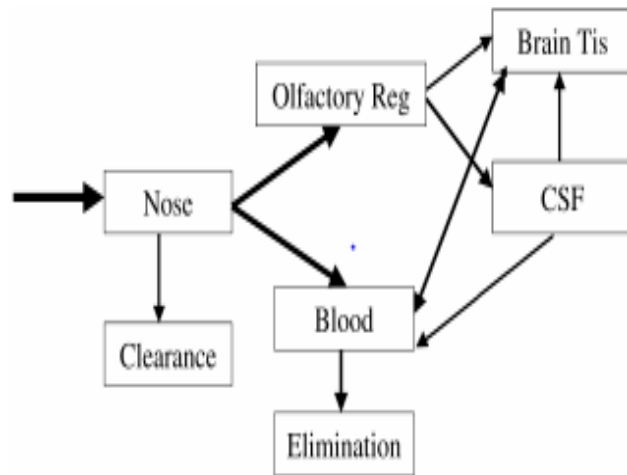 Brain Tis
Olfactory Reg
Nose
CSF
Blood
Clearance
Elimination